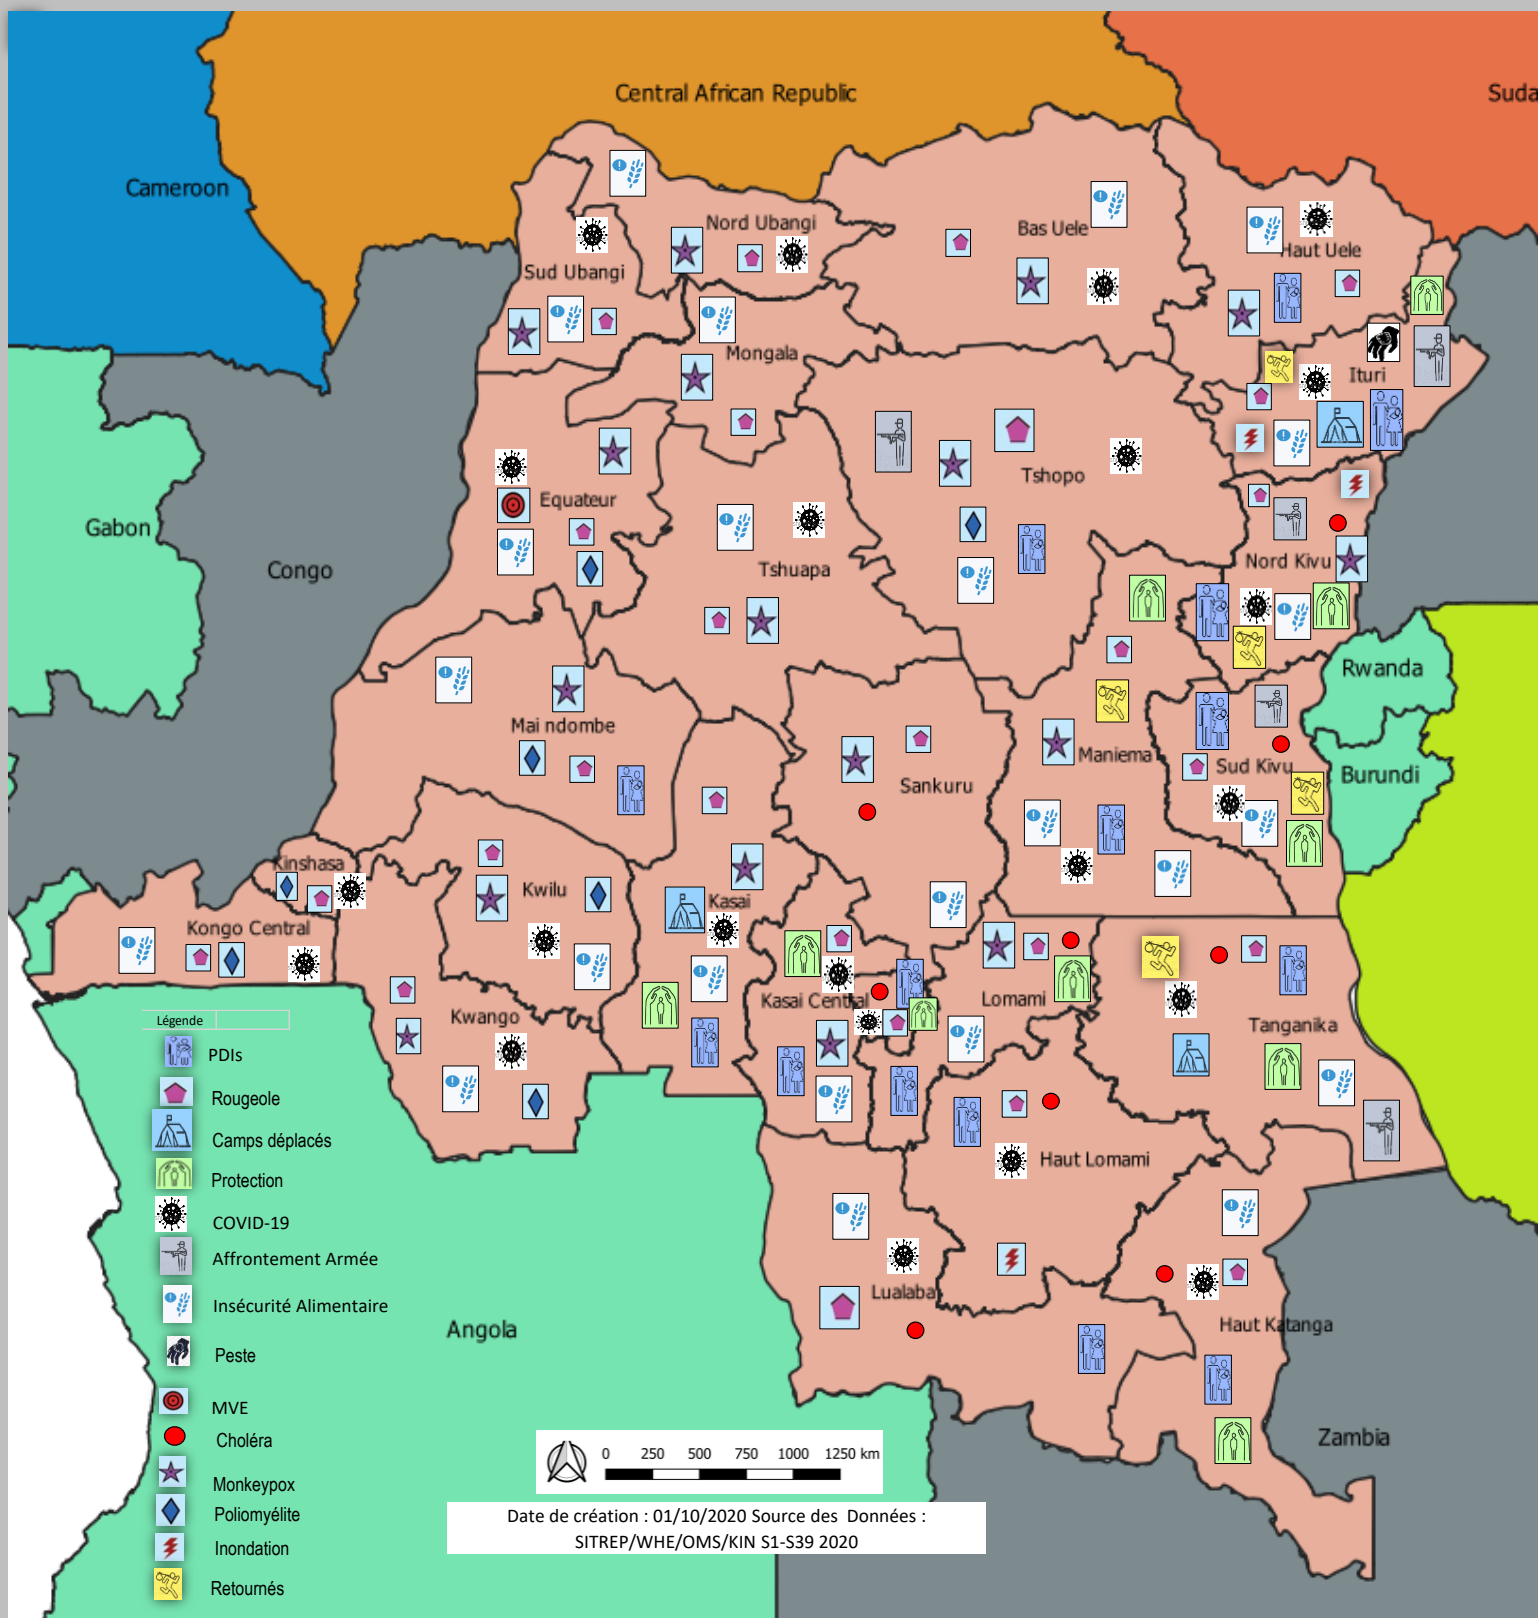 Central African Republic
Suda
Cameroon
Nord Ubangi
Bas Uele
Haut Uele
Sud Ubangi
Mongala
Ituri
Tshopo
Equateur
Gabon
Congo
Tshuapa
Nord Kivu
Rwanda
Mai ndombe
Maniema
Sud Kivu
Burundi
Sankuru
Kinshasa
Kwilu
Kasai
Kongo Central
Kasai Central
Lomami
Kwango
Tanganika
Légende
PDIs
Rougeole
Camps déplacés
Protection
COVID-19
Affrontement Armée
Insécurité Alimentaire
Peste
MVE
Choléra
Monkeypox
Poliomyélite
Inondation
Retournés
Haut Lomami
Lualaba
Haut Katanga
Angola
Zambia
0 250 500 750 1000 1250 km
Date de création : 01/10/2020 Source des Données :
SITREP/WHE/OMS/KIN S1-S39 2020